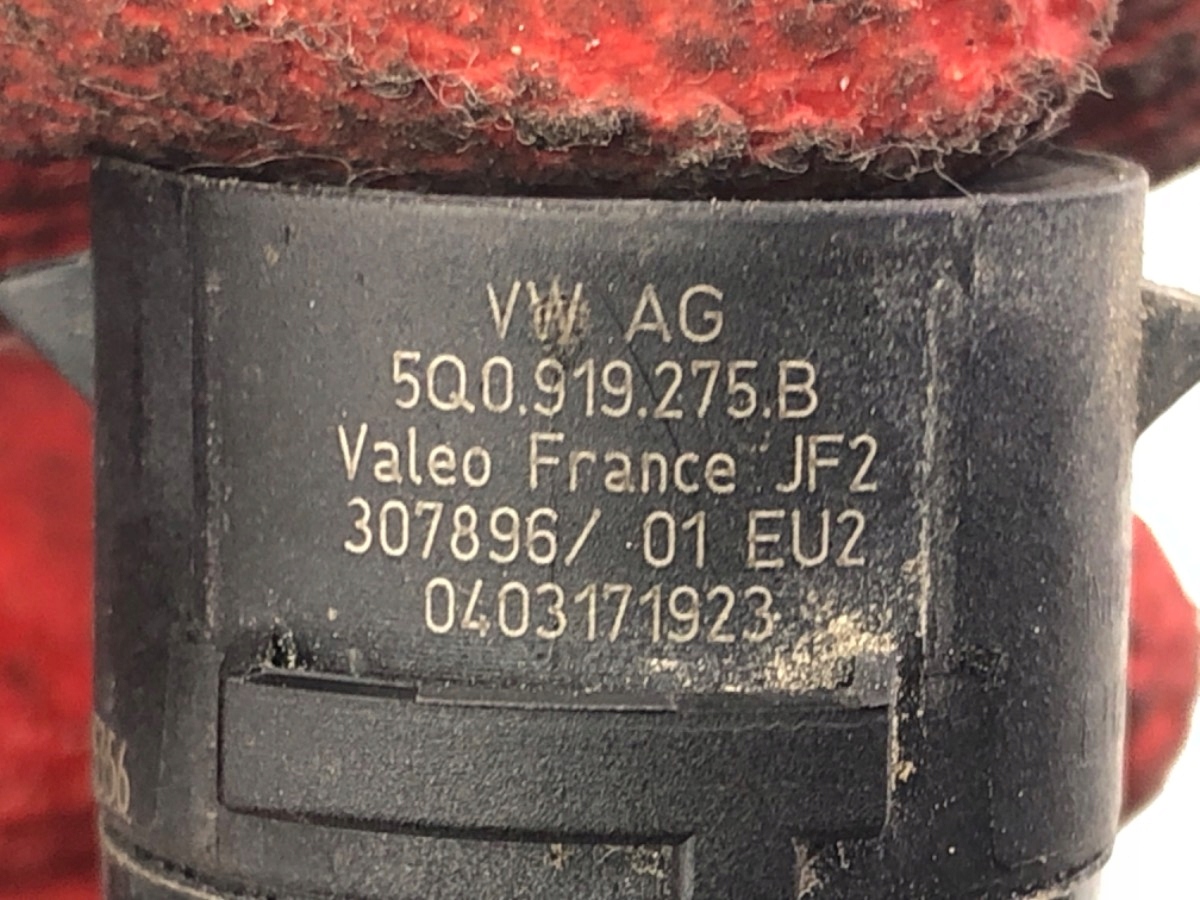 VW AG
5Q0.919.275.B
Valeo France JF2
307896/ 01 EU2
0403171923